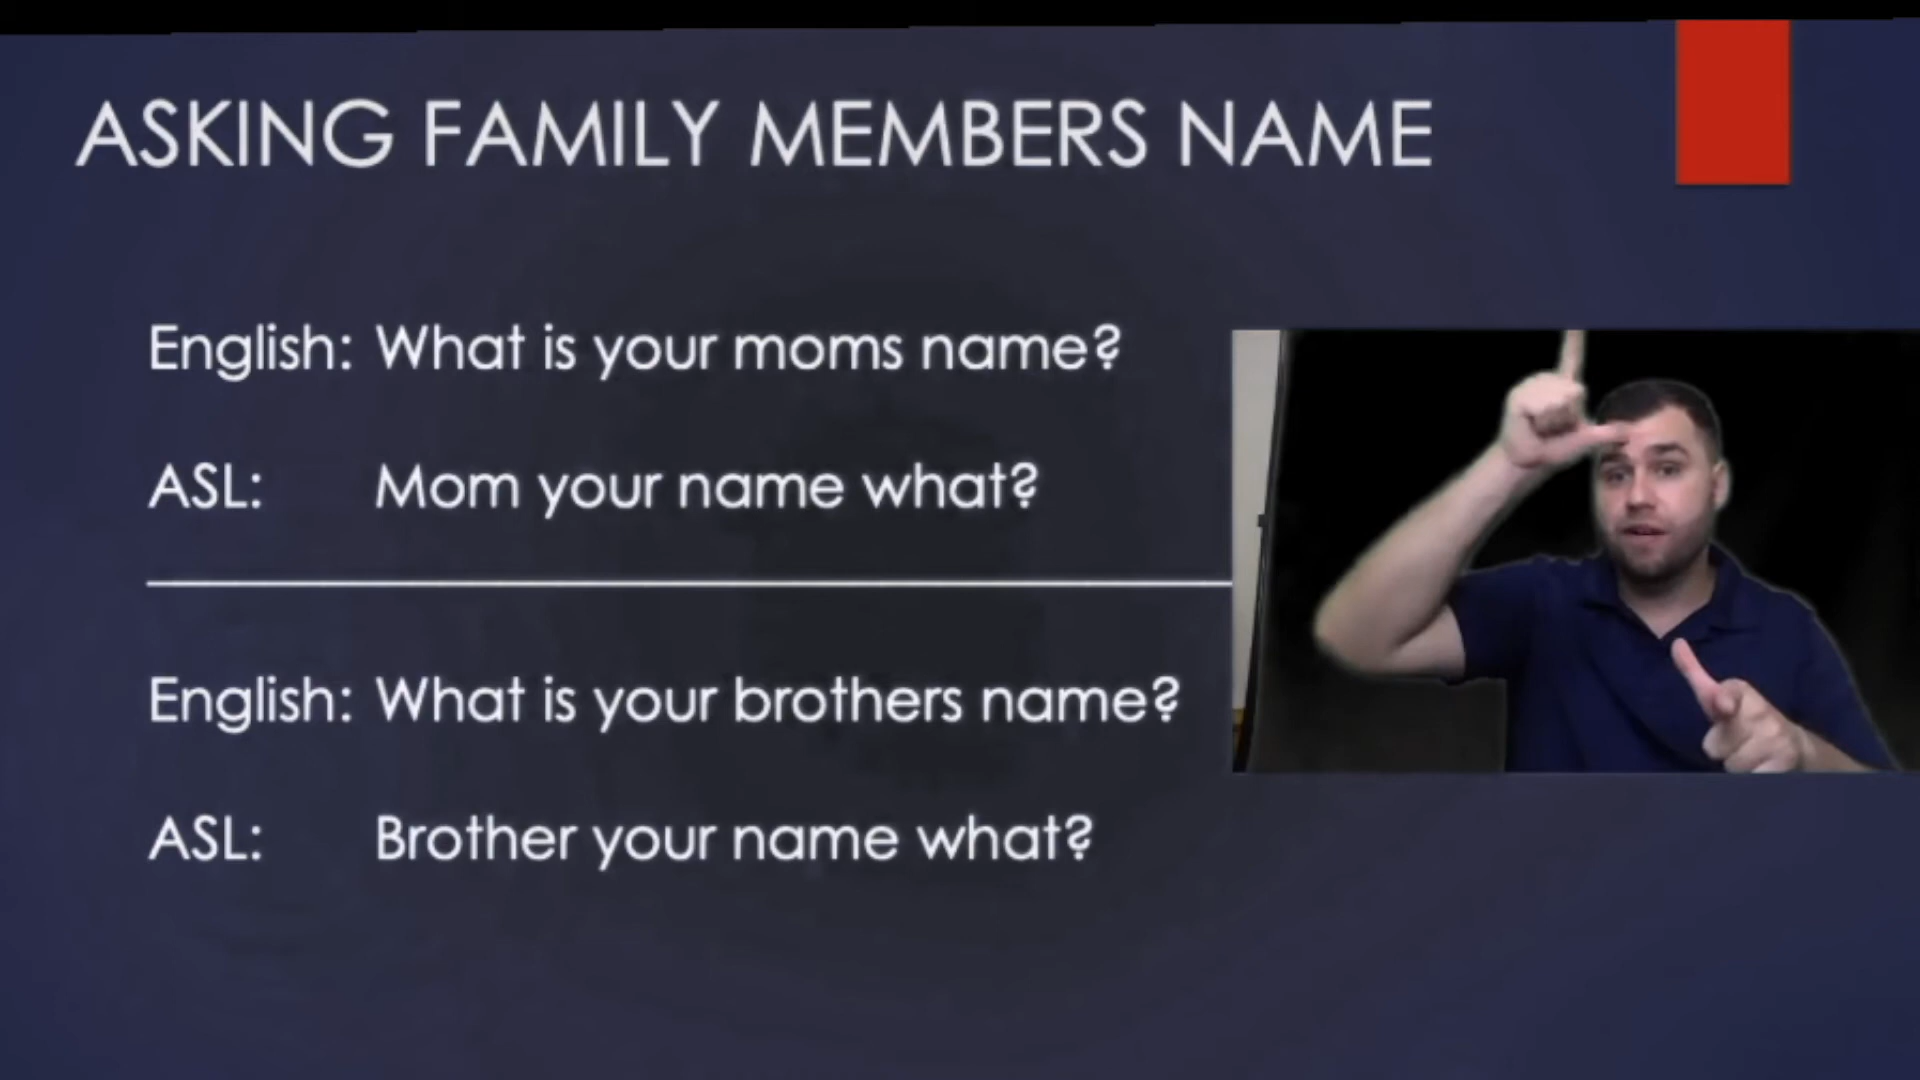 ASKING FAMILY MEMBERS NAME
English: What is your moms name?
ASL: Mom your name what?
English: What is your brothers name?
ASL: Brother your name what?